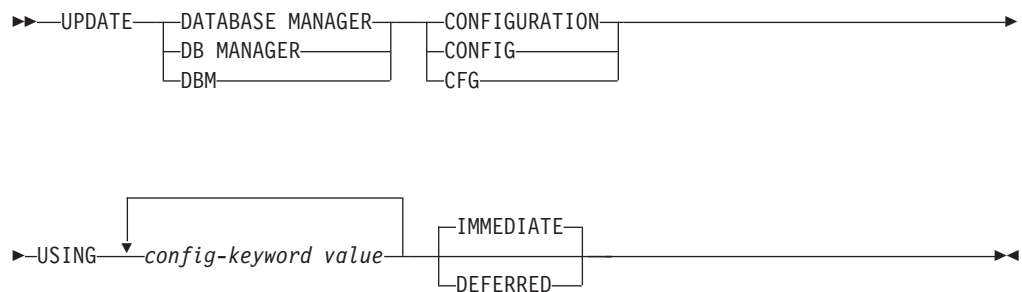 UPDATE DATABASE MANAGER CONFIGURATION
DB MANAGER CONFIG
DBM CFG
USING config-keyword value IMMEDIATE
DEFERRED